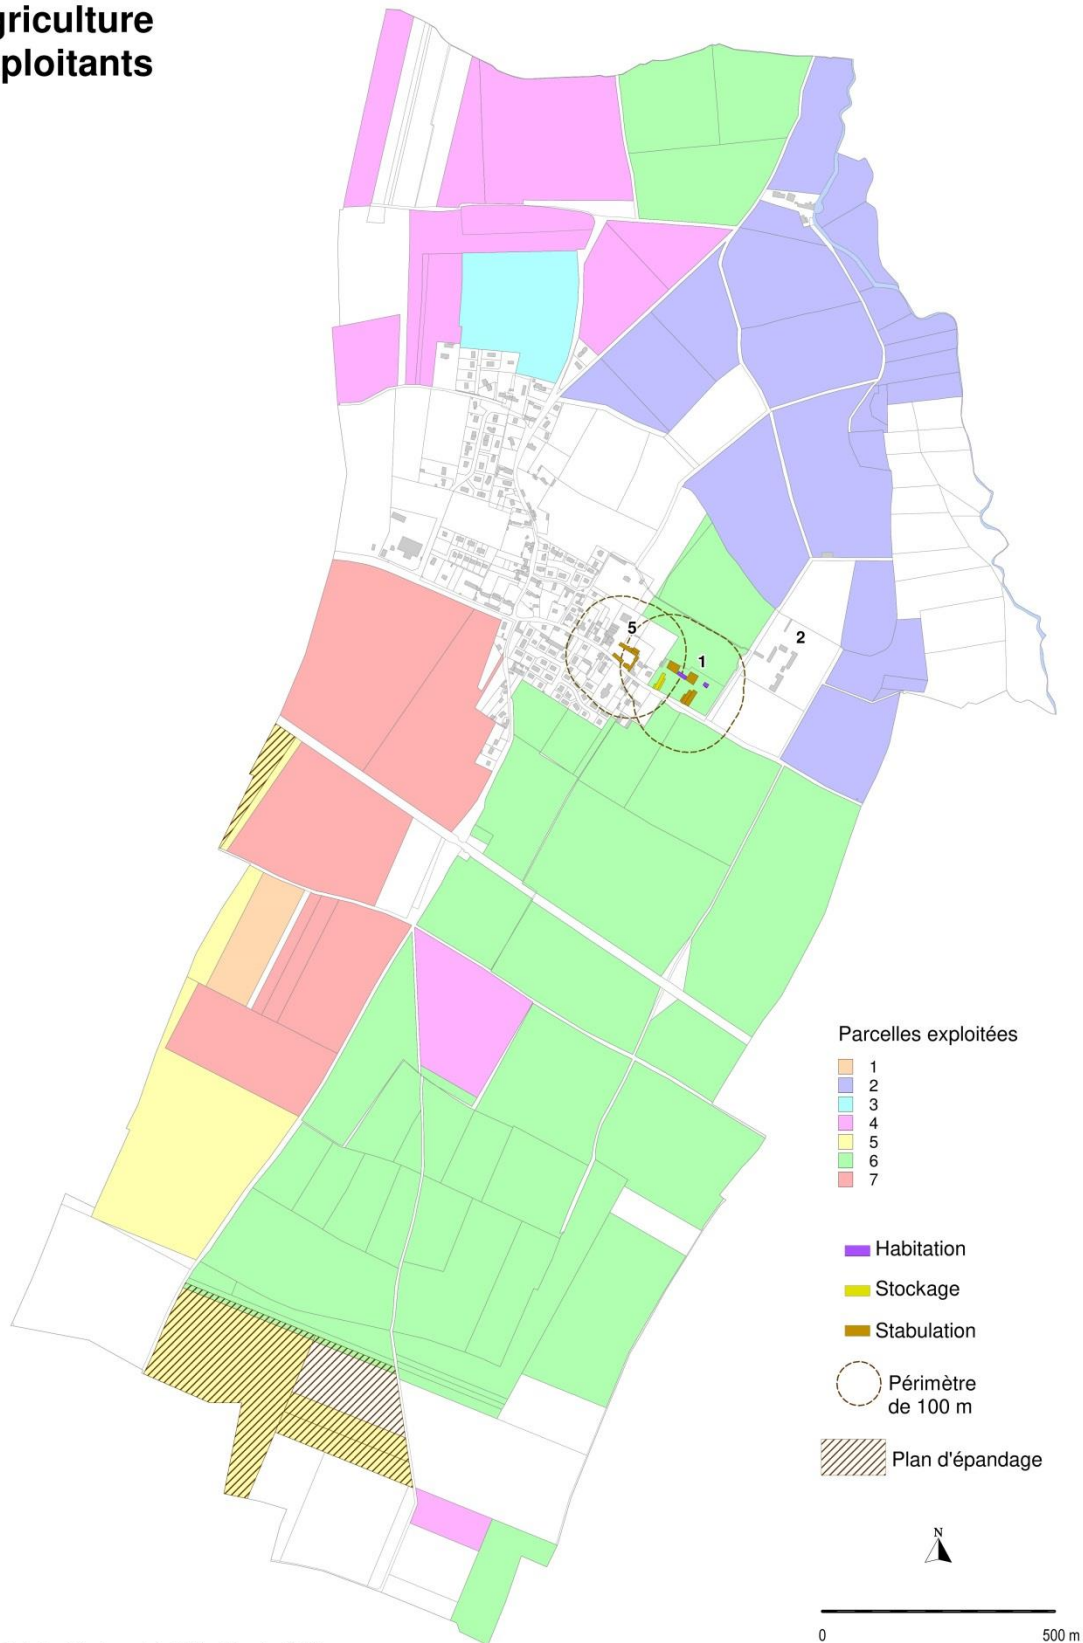 griculture
ploitants
5
1
2
Parcelles exploitées
1
2
3
4
5
6
7
Habitation
Stockage
Stabulation
Périmètre
de 100 m
Plan d'épandage
N
0 500 m